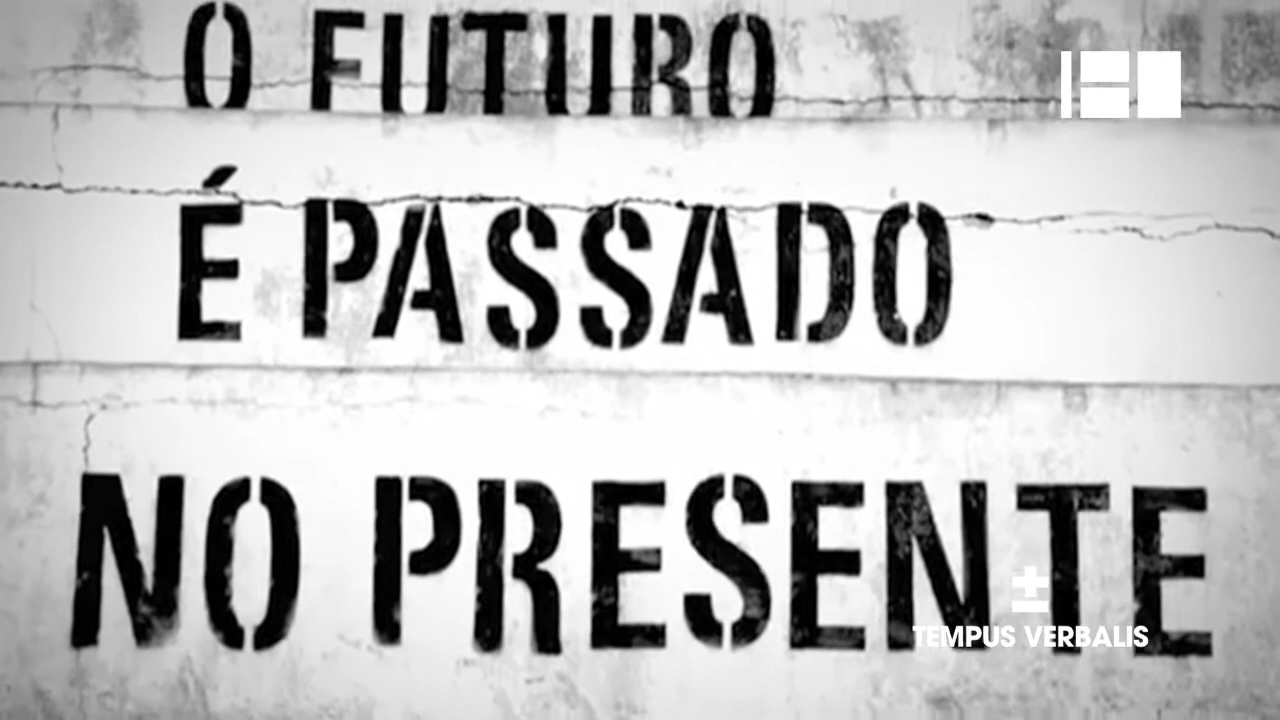 O FUTURO
É PASSADO
NO PRESENTE
±
TEMPUS VERBALIS